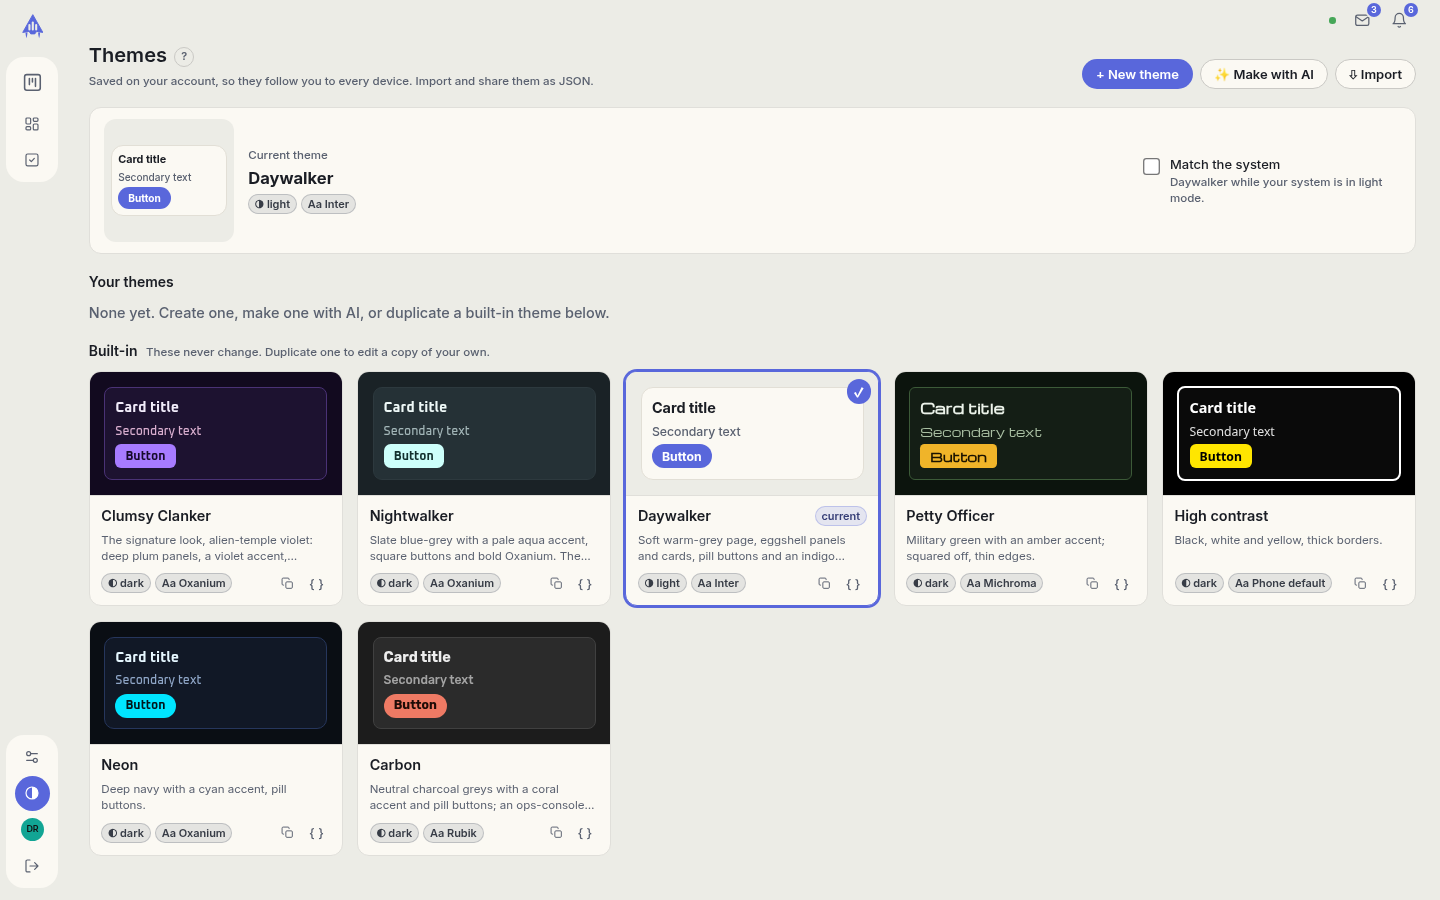 3
6
Themes
?
Saved on your account, so they follow you to every device. Import and share them as JSON.
+ New theme
✨ Make with AI
⇩ Import
Card title
Secondary text
Button
Current theme
Daywalker
light
Aa Inter
Match the system
Daywalker while your system is in light
mode.
Your themes
None yet. Create one, make one with AI, or duplicate a built-in theme below.
Built-in These never change. Duplicate one to edit a copy of your own.
Card title
Secondary text
Button
Clumsy Clanker
The signature look, alien-temple violet:
deep plum panels, a violet accent,...
dark
Aa Oxanium
{ }
Card title
Secondary text
Button
Nightwalker
Slate blue-grey with a pale aqua accent,
square buttons and bold Oxanium. The...
dark
Aa Oxanium
{ }
Card title
Secondary text
Button
Daywalker
current
Soft warm-grey page, eggshell panels
and cards, pill buttons and an indigo...
light
Aa Inter
{ }
Card title
Secondary text
Button
Petty Officer
Military green with an amber accent;
squared off, thin edges.
dark
Aa Michroma
{ }
Card title
Secondary text
Button
High contrast
Black, white and yellow, thick borders.
dark
Aa Phone default
{ }
Card title
Secondary text
Button
Neon
Deep navy with a cyan accent, pill
buttons.
dark
Aa Oxanium
{ }
Card title
Secondary text
Button
Carbon
Neutral charcoal greys with a coral
accent and pill buttons; an ops-console...
dark
Aa Rubik
{ }
DR